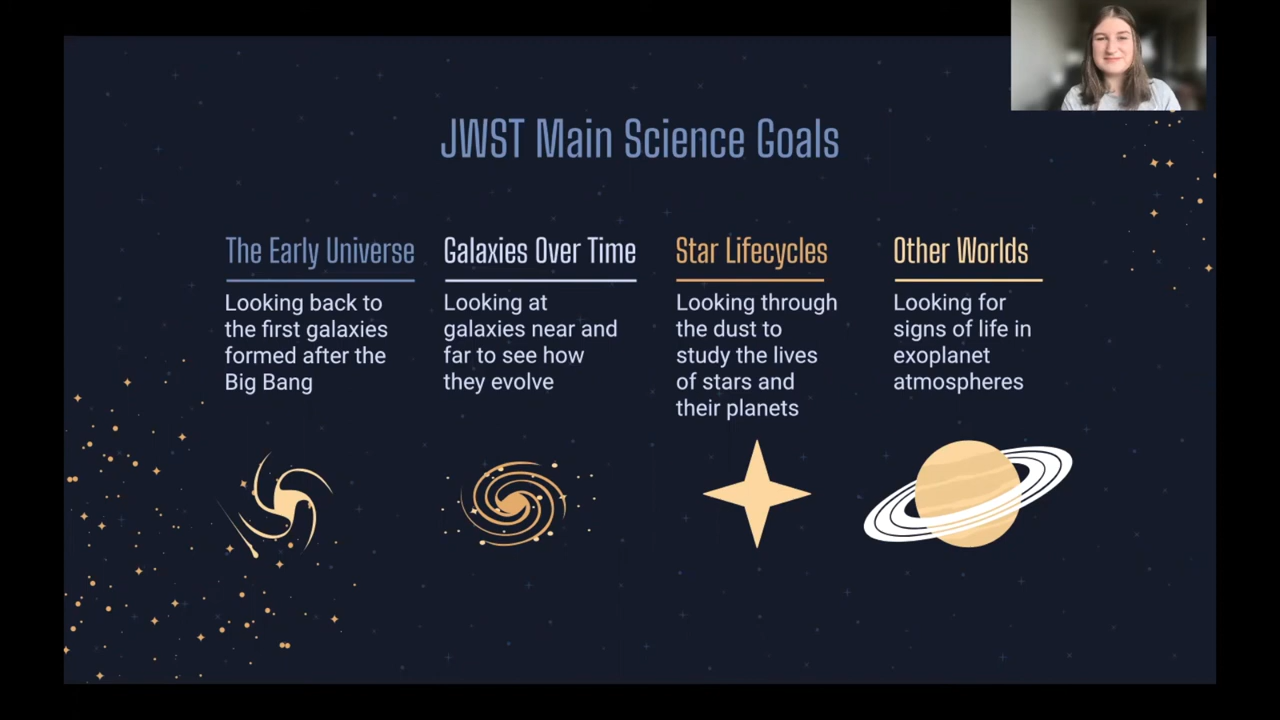 JWST Main Science Goals
The Early Universe
Looking back to
the first galaxies
formed after the
Big Bang
Galaxies Over Time
Looking at
galaxies near and
far to see how
they evolve
Star Lifecycles
Looking through
the dust to
study the lives
of stars and
their planets
Other Worlds
Looking for
signs of life in
exoplanet
atmospheres